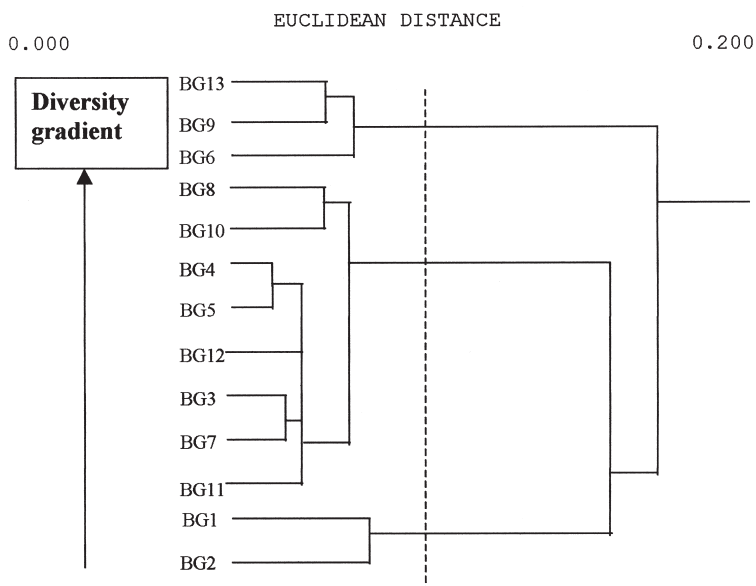 EUCLIDEAN DISTANCE
0.000
0.200
Diversity
gradient
BG13
BG9
BG6
BG8
BG10
BG4
BG5
BG12
BG3
BG7
BG11
BG1
BG2